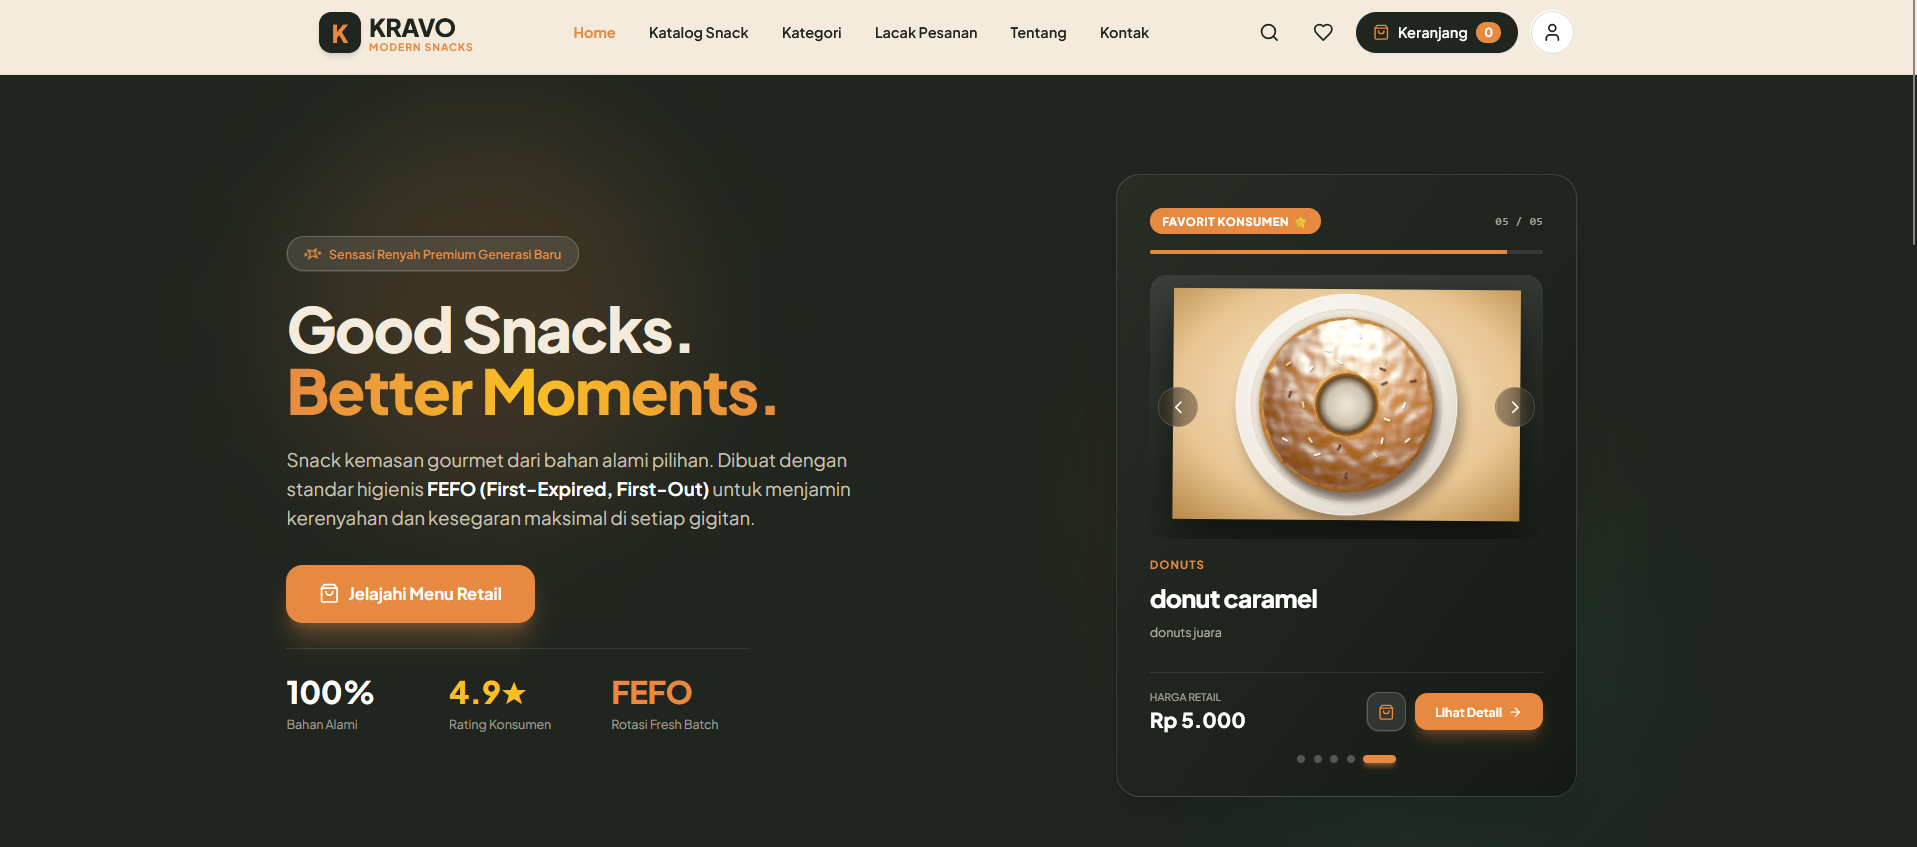 K KRAVO
MODERN SNACKS
Home Katalog Snack Kategori Lacak Pesanan Tentang Kontak
Keranjang 0
Sensasi Renyah Premium Generasi Baru
Good Snacks.
Better Moments.
Snack kemasan gourmet dari bahan alami pilihan. Dibuat dengan
standar higienis FEFO (First-Expired, First-Out) untuk menjamin
kerenyahan dan kesegaran maksimal di setiap gigitan.
Jelajahi Menu Retail
100% 4.9★ FEFO
Bahan Alami Rating Konsumen Rotasi Fresh Batch
FAVORIT KONSUMEN 05 / 05
DONUTS
donut caramel
donuts juara
HARGA RETAIL
Rp 5.000
Lihat Detail →